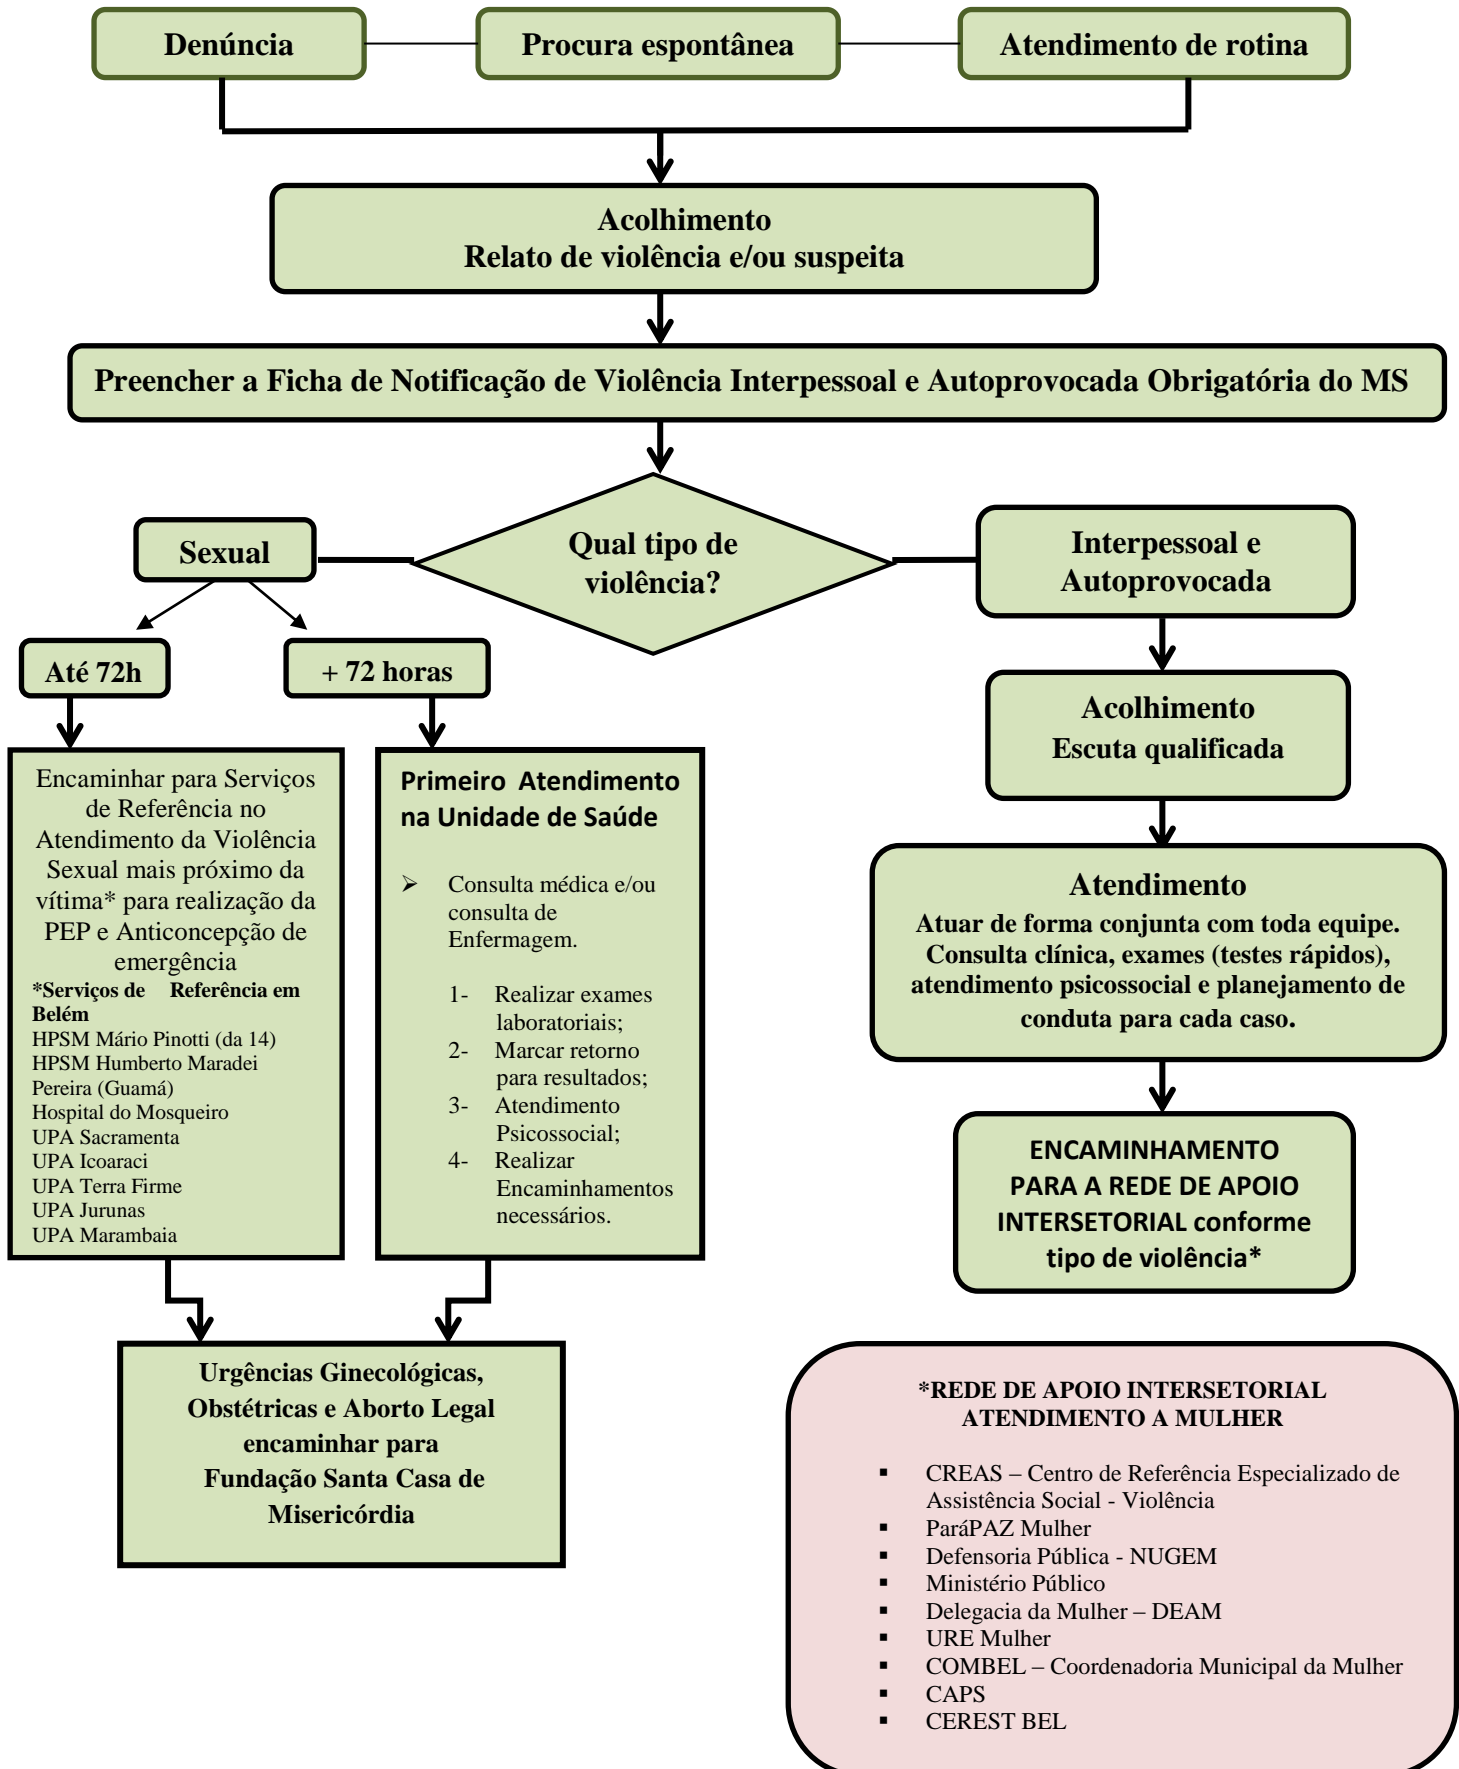 Denúncia
Procura espontânea
Atendimento de rotina
Acolhimento
Relato de violência e/ou suspeita
Preencher a Ficha de Notificação de Violência Interpessoal e Autoprovocada Obrigatória do MS
Qual tipo de
violência?
Sexual
Até 72h
+ 72 horas
Encaminhar para Serviços
de Referência no
Atendimento da Violência
Sexual mais próximo da
vítima* para realização da
PEP e Anticoncepção de
emergência
*Serviços de Referência em
Belém
HPSM Mário Pinotti (da 14)
HPSM Humberto Maradei
Pereira (Guamá)
Hospital do Mosqueiro
UPA Sacramenta
UPA Icoaraci
UPA Terra Firme
UPA Jurunas
UPA Marambaia
Primeiro Atendimento
na Unidade de Saúde
➢ Consulta médica e/ou
consulta de
Enfermagem.
1- Realizar exames
laboratoriais;
2- Marcar retorno
para resultados;
3- Atendimento
Psicossocial;
4- Realizar
Encaminhamentos
necessários.
Urgências Ginecológicas,
Obstétricas e Aborto Legal
encaminhar para
Fundação Santa Casa de
Misericórdia
Interpessoal e
Autoprovocada
Acolhimento
Escuta qualificada
Atendimento
Atuar de forma conjunta com toda equipe.
Consulta clínica, exames (testes rápidos),
atendimento psicossocial e planejamento de
conduta para cada caso.
ENCAMINHAMENTO
PARA A REDE DE APOIO
INTERSETORIAL conforme
tipo de violência*
*REDE DE APOIO INTERSETORIAL
ATENDIMENTO A MULHER
▪ CREAS – Centro de Referência Especializado de
Assistência Social - Violência
▪ ParáPAZ Mulher
▪ Defensoria Pública - NUGEM
▪ Ministério Público
▪ Delegacia da Mulher – DEAM
▪ URE Mulher
▪ COMBEL – Coordenadoria Municipal da Mulher
▪ CAPS
▪ CEREST BEL